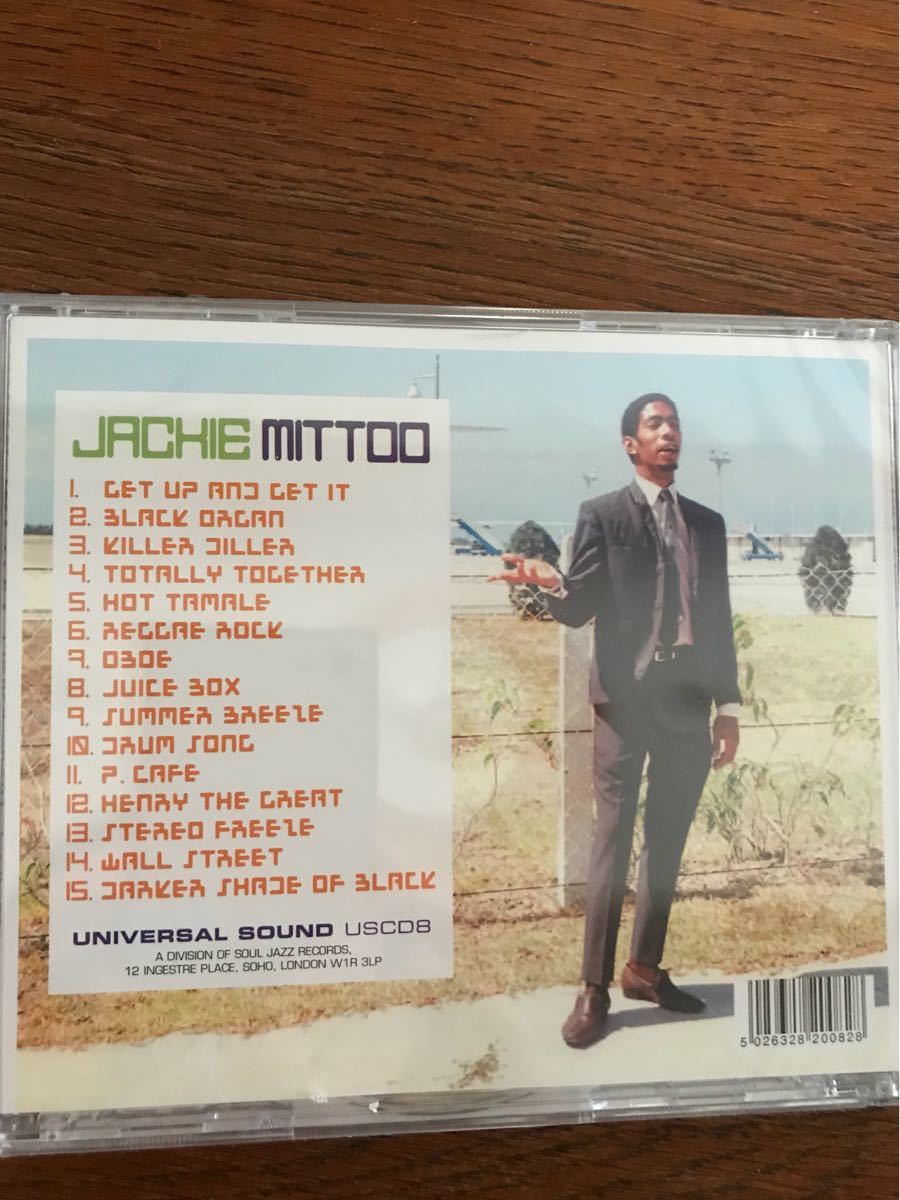 JACKIE MITTOO
1. GET UP AND GET IT
2. BLACK ORGAN
3. KILLER DILLER
4. TOTALLY TOGETHER
5. HOT TAMALE
6. REGGAE ROCK
7. OBOE
8. JUICE BOX
9. SUMMER BREEZE
10. DRUM SONG
11. P. CAFE
12. HENRY THE GREAT
13. STEREO FREEZE
14. WALL STREET
15. DARKER SHADE OF BLACK
UNIVERSAL SOUND USCD8
A DIVISION OF SOUL JAZZ RECORDS,
12 INGESTRE PLACE, SOHO, LONDON W1R 3LP
5 026328 200828